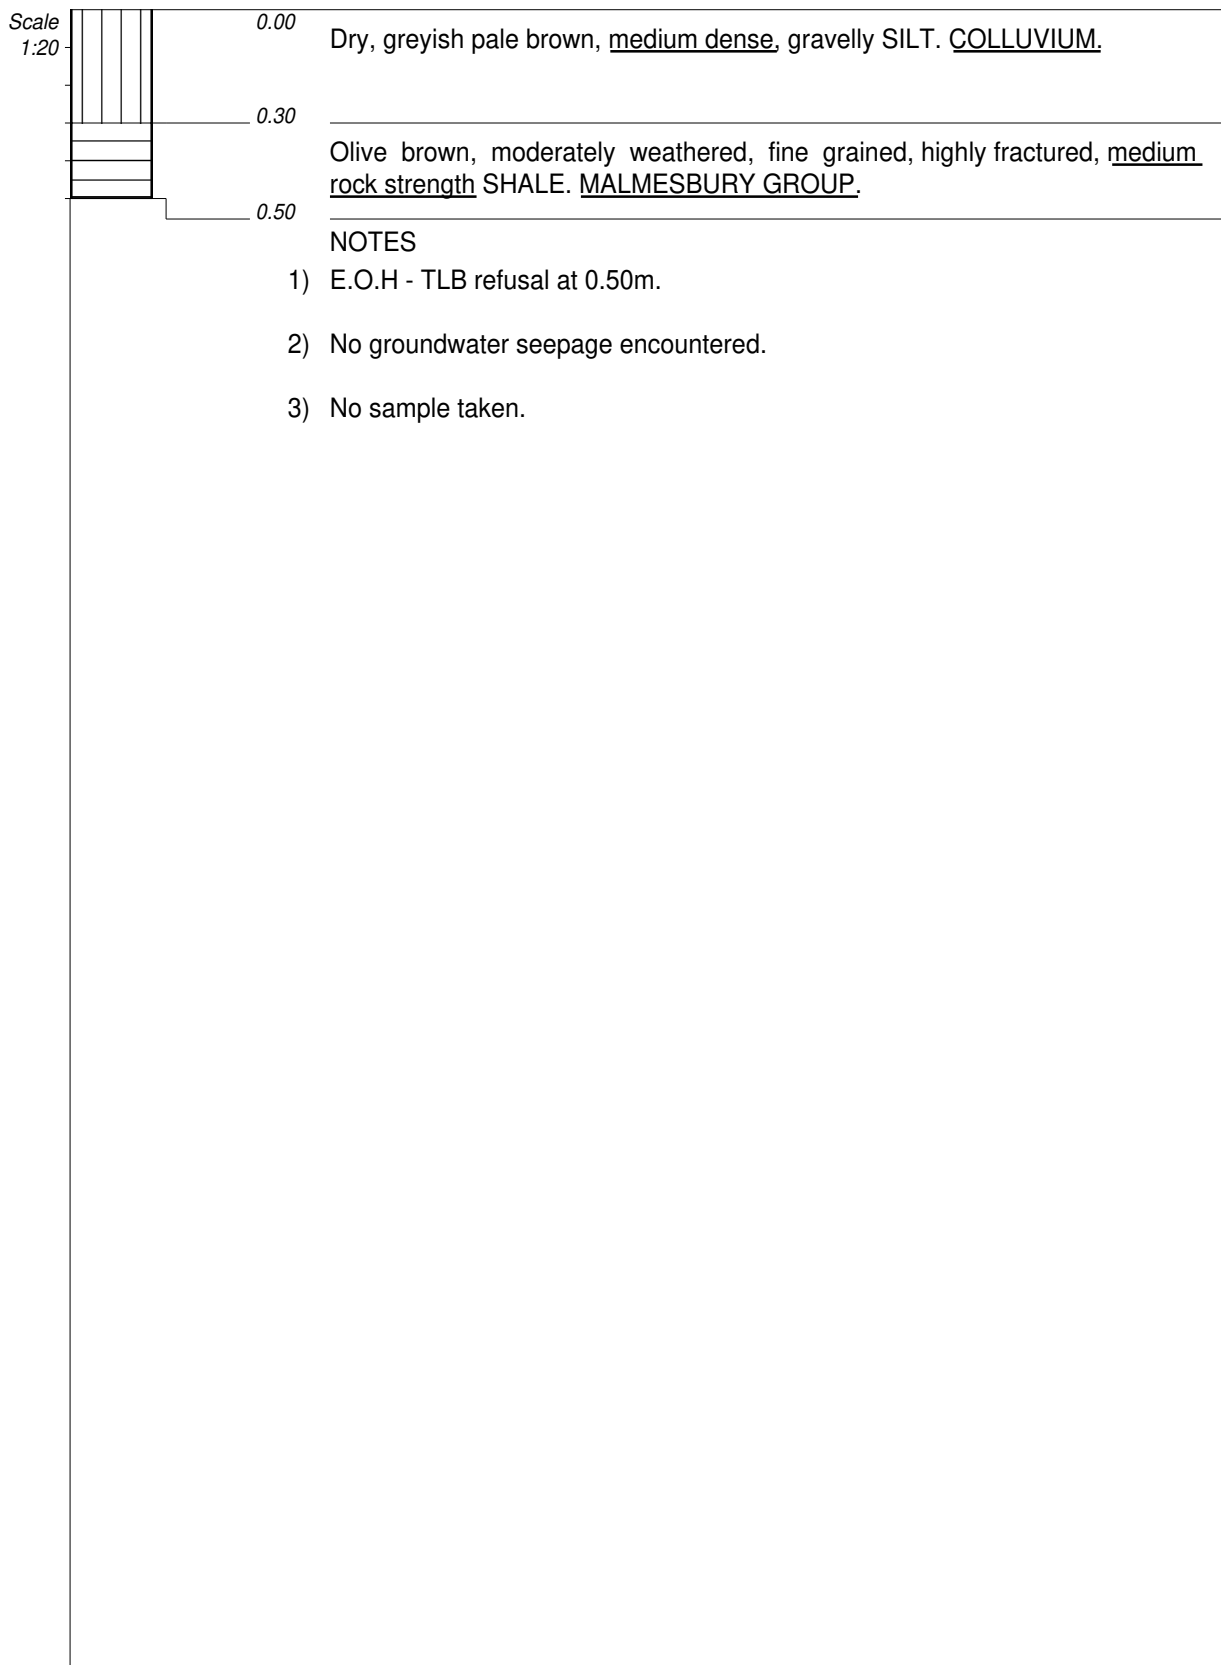 Scale
1:20
0.00
Dry, greyish pale brown, medium dense, gravelly SILT. COLLUVIUM.
0.30
Olive brown, moderately weathered, fine grained, highly fractured, medium
rock strength SHALE. MALMESBURY GROUP.
0.50
NOTES
1) E.O.H - TLB refusal at 0.50m.
2) No groundwater seepage encountered.
3) No sample taken.